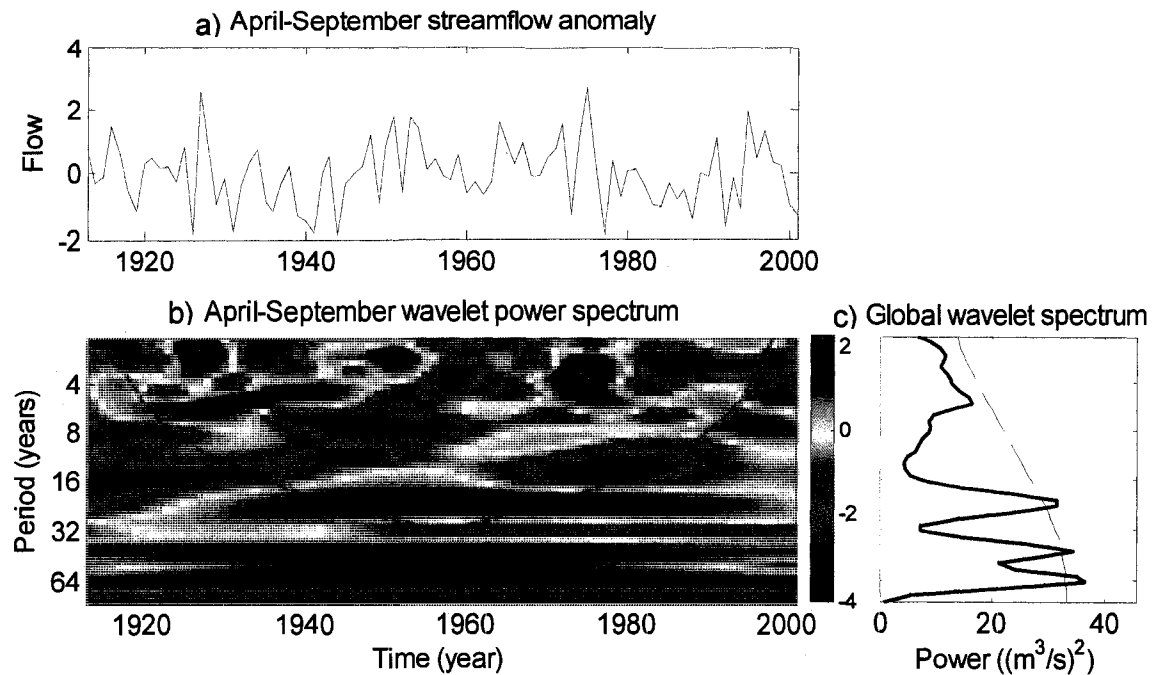 a) April-September streamflow anomaly
4
2
0
-2
Flow
1920 1940 1960 1980 2000
b) April-September wavelet power spectrum
c) Global wavelet spectrum
4
8
16
32
64
Period (years)
2
0
-2
-4
1920 1940 1960 1980 2000
Time (year)
0 20 40
Power ((m³/s)²)